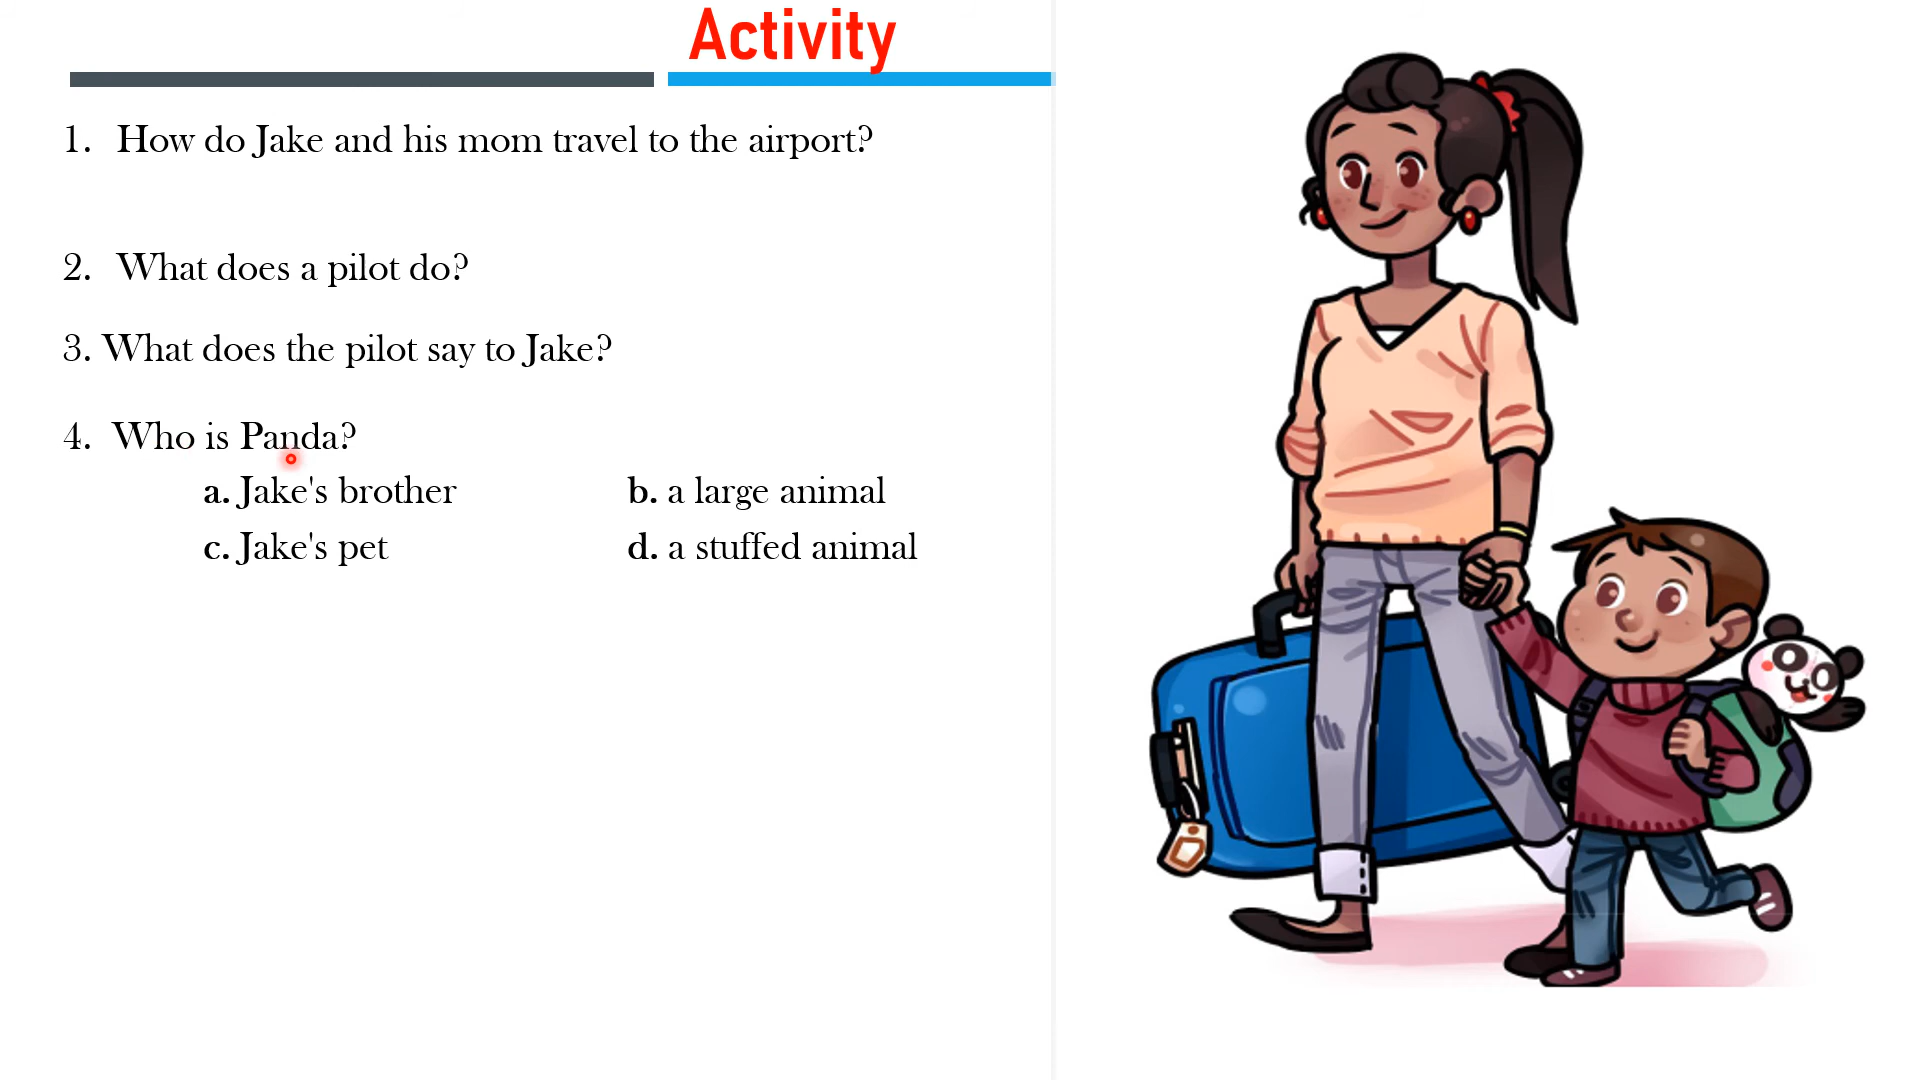 Activity
1. How do Jake and his mom travel to the airport?
2. What does a pilot do?
3. What does the pilot say to Jake?
4. Who is Panda?
a. Jake's brother b. a large animal
c. Jake's pet d. a stuffed animal